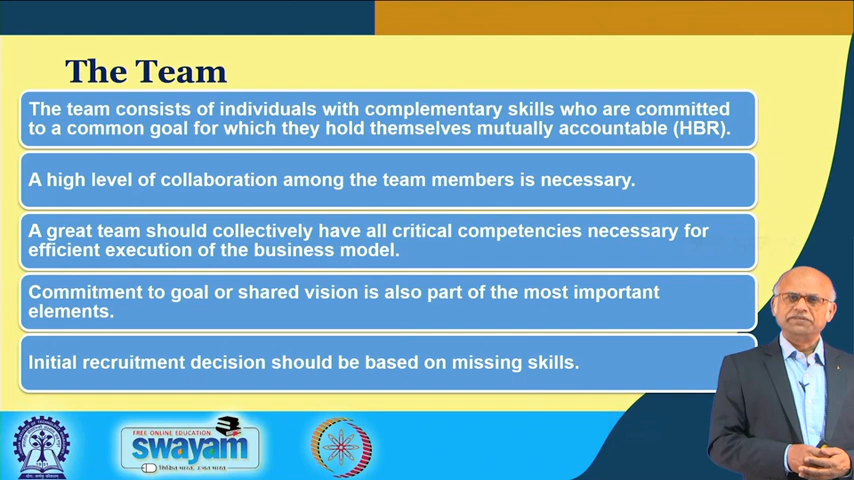 The Team
The team consists of individuals with complementary skills who are committed
to a common goal for which they hold themselves mutually accountable (HBR).
A high level of collaboration among the team members is necessary.
A great team should collectively have all critical competencies necessary for
efficient execution of the business model.
Commitment to goal or shared vision is also part of the most important
elements.
Initial recruitment decision should be based on missing skills.
FREE ONLINE EDUCATION
swayam
शिक्षित भारत, उन्नत भारत